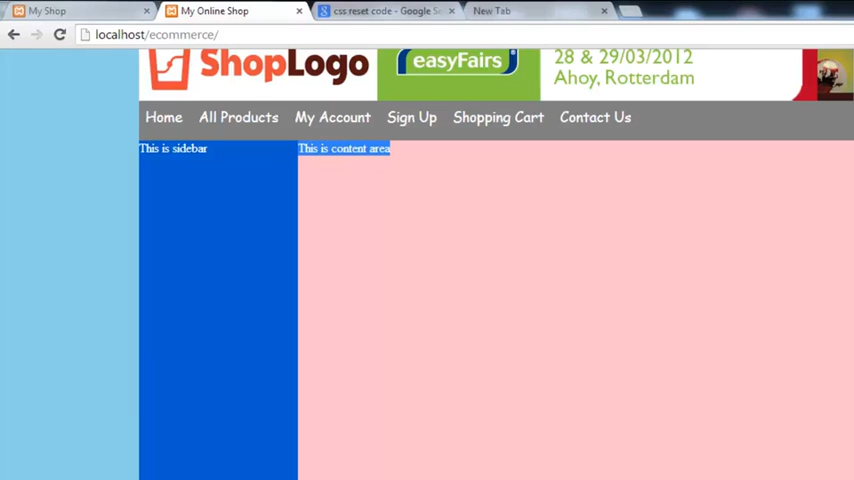 My Shop
My Online Shop
css reset code - Google Se
New Tab
localhost/ecommerce/
ShopLogo
easyFairs
28 & 29/03/2012
Ahoy, Rotterdam
Home All Products My Account Sign Up Shopping Cart Contact Us
This is sidebar
This is content area